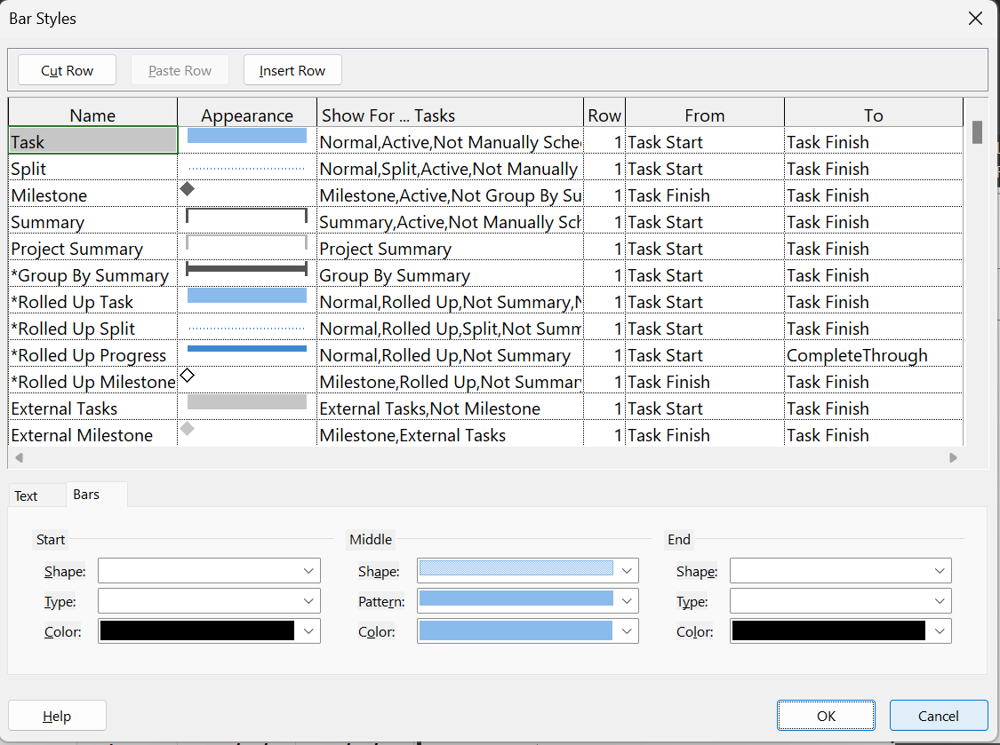 Bar Styles
Cut Row Paste Row Insert Row
Name Appearance Show For ... Tasks Row From To
Task Normal,Active,Not Manually Sche 1 Task Start Task Finish
Split Normal,Split,Active,Not Manually 1 Task Start Task Finish
Milestone Milestone,Active,Not Group By Su 1 Task Finish Task Finish
Summary Summary,Active,Not Manually Sch 1 Task Start Task Finish
Project Summary Project Summary 1 Task Start Task Finish
*Group By Summary Group By Summary 1 Task Start Task Finish
*Rolled Up Task Normal,Rolled Up,Not Summary,N 1 Task Start Task Finish
*Rolled Up Split Normal,Rolled Up,Split,Not Summ 1 Task Start Task Finish
*Rolled Up Progress Normal,Rolled Up,Not Summary 1 Task Start CompleteThrough
*Rolled Up Milestone Milestone,Rolled Up,Not Summar 1 Task Finish Task Finish
External Tasks External Tasks,Not Milestone 1 Task Start Task Finish
External Milestone Milestone,External Tasks 1 Task Finish Task Finish
Text Bars
Start Middle End
Shape: Shape: Shape:
Type: Pattern: Type:
Color: Color: Color:
Help OK Cancel